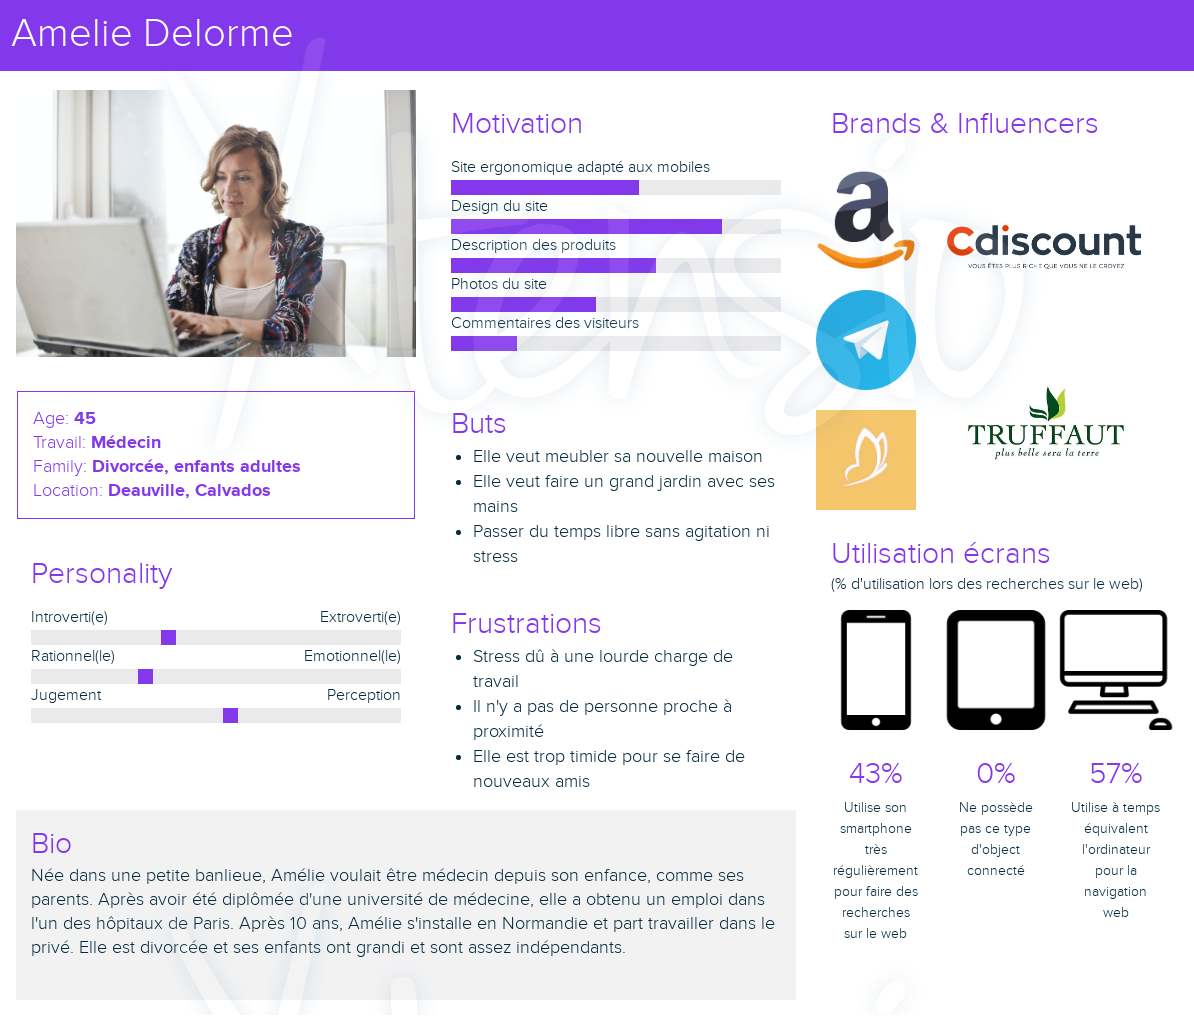 Amelie Delorme
Motivation
Site ergonomique adapté aux mobiles
Design du site
Description des produits
Photos du site
Commentaires des visiteurs
Brands & Influencers
a
Cdiscount
VOUS ÊTES PLUS RICHE QUE VOUS NE LE CROYEZ
TRUFFAUT
plus belle sera la terre
Age: 45
Travail: Médecin
Family: Divorcée, enfants adultes
Location: Deauville, Calvados
Buts
Elle veut meubler sa nouvelle maison
Elle veut faire un grand jardin avec ses
mains
Passer du temps libre sans agitation ni
stress
Personality
Introverti(e) Extroverti(e)
Rationnel(le) Emotionnel(le)
Jugement Perception
Frustrations
Stress dû à une lourde charge de
travail
Il n'y a pas de personne proche à
proximité
Elle est trop timide pour se faire de
nouveaux amis
Utilisation écrans
(% d'utilisation lors des recherches sur le web)
43%
Utilise son
smartphone
très
régulièrement
pour faire des
recherches
sur le web
0%
Ne possède
pas ce type
d'object
connecté
57%
Utilise à temps
équivalent
l'ordinateur
pour la
navigation
web
Bio
Née dans une petite banlieue, Amélie voulait être médecin depuis son enfance, comme ses
parents. Après avoir été diplômée d'une université de médecine, elle a obtenu un emploi dans
l'un des hôpitaux de Paris. Après 10 ans, Amélie s'installe en Normandie et part travailler dans le
privé. Elle est divorcée et ses enfants ont grandi et sont assez indépendants.
Xtensio